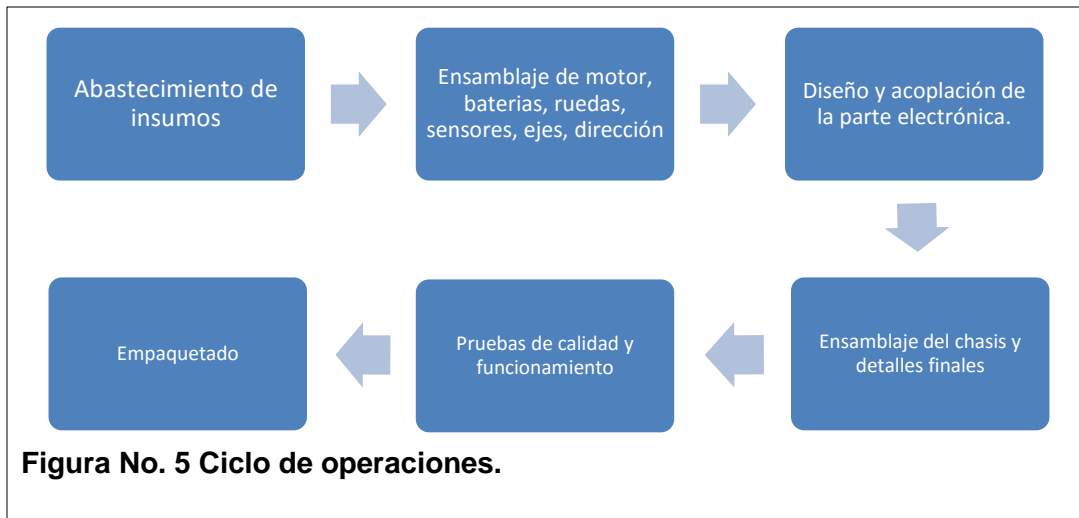 Abastecimiento de
insumos
Ensamblaje de motor,
baterias, ruedas,
sensores, ejes, dirección
Diseño y acoplación de
la parte electrónica.
Ensamblaje del chasis y
detalles finales
Pruebas de calidad y
funcionamiento
Empaquetado
Figura No. 5 Ciclo de operaciones.